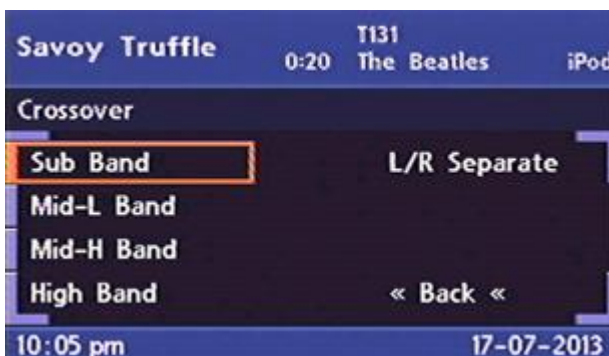 Savoy Truffle 0:20 T131
The Beatles iPod
Crossover
Sub Band L/R Separate
Mid-L Band
Mid-H Band
High Band « Back «
10:05 pm 17-07-2013